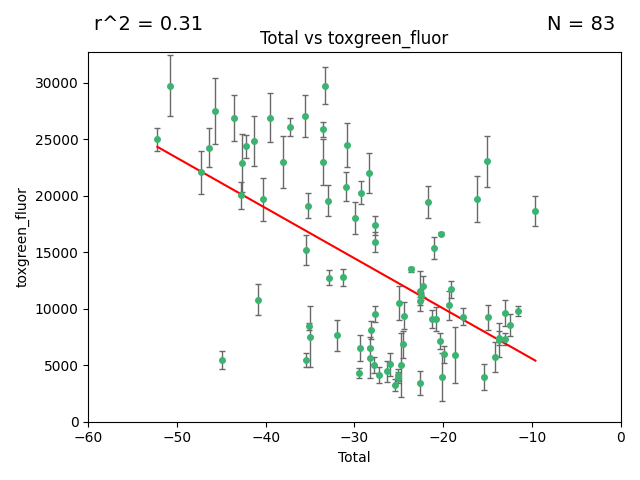 r^2 = 0.31
N = 83
Total vs toxgreen_fluor
30000
25000
20000
15000
10000
5000
0
toxgreen_fluor
−60
−50
−40
−30
−20
−10
0
Total